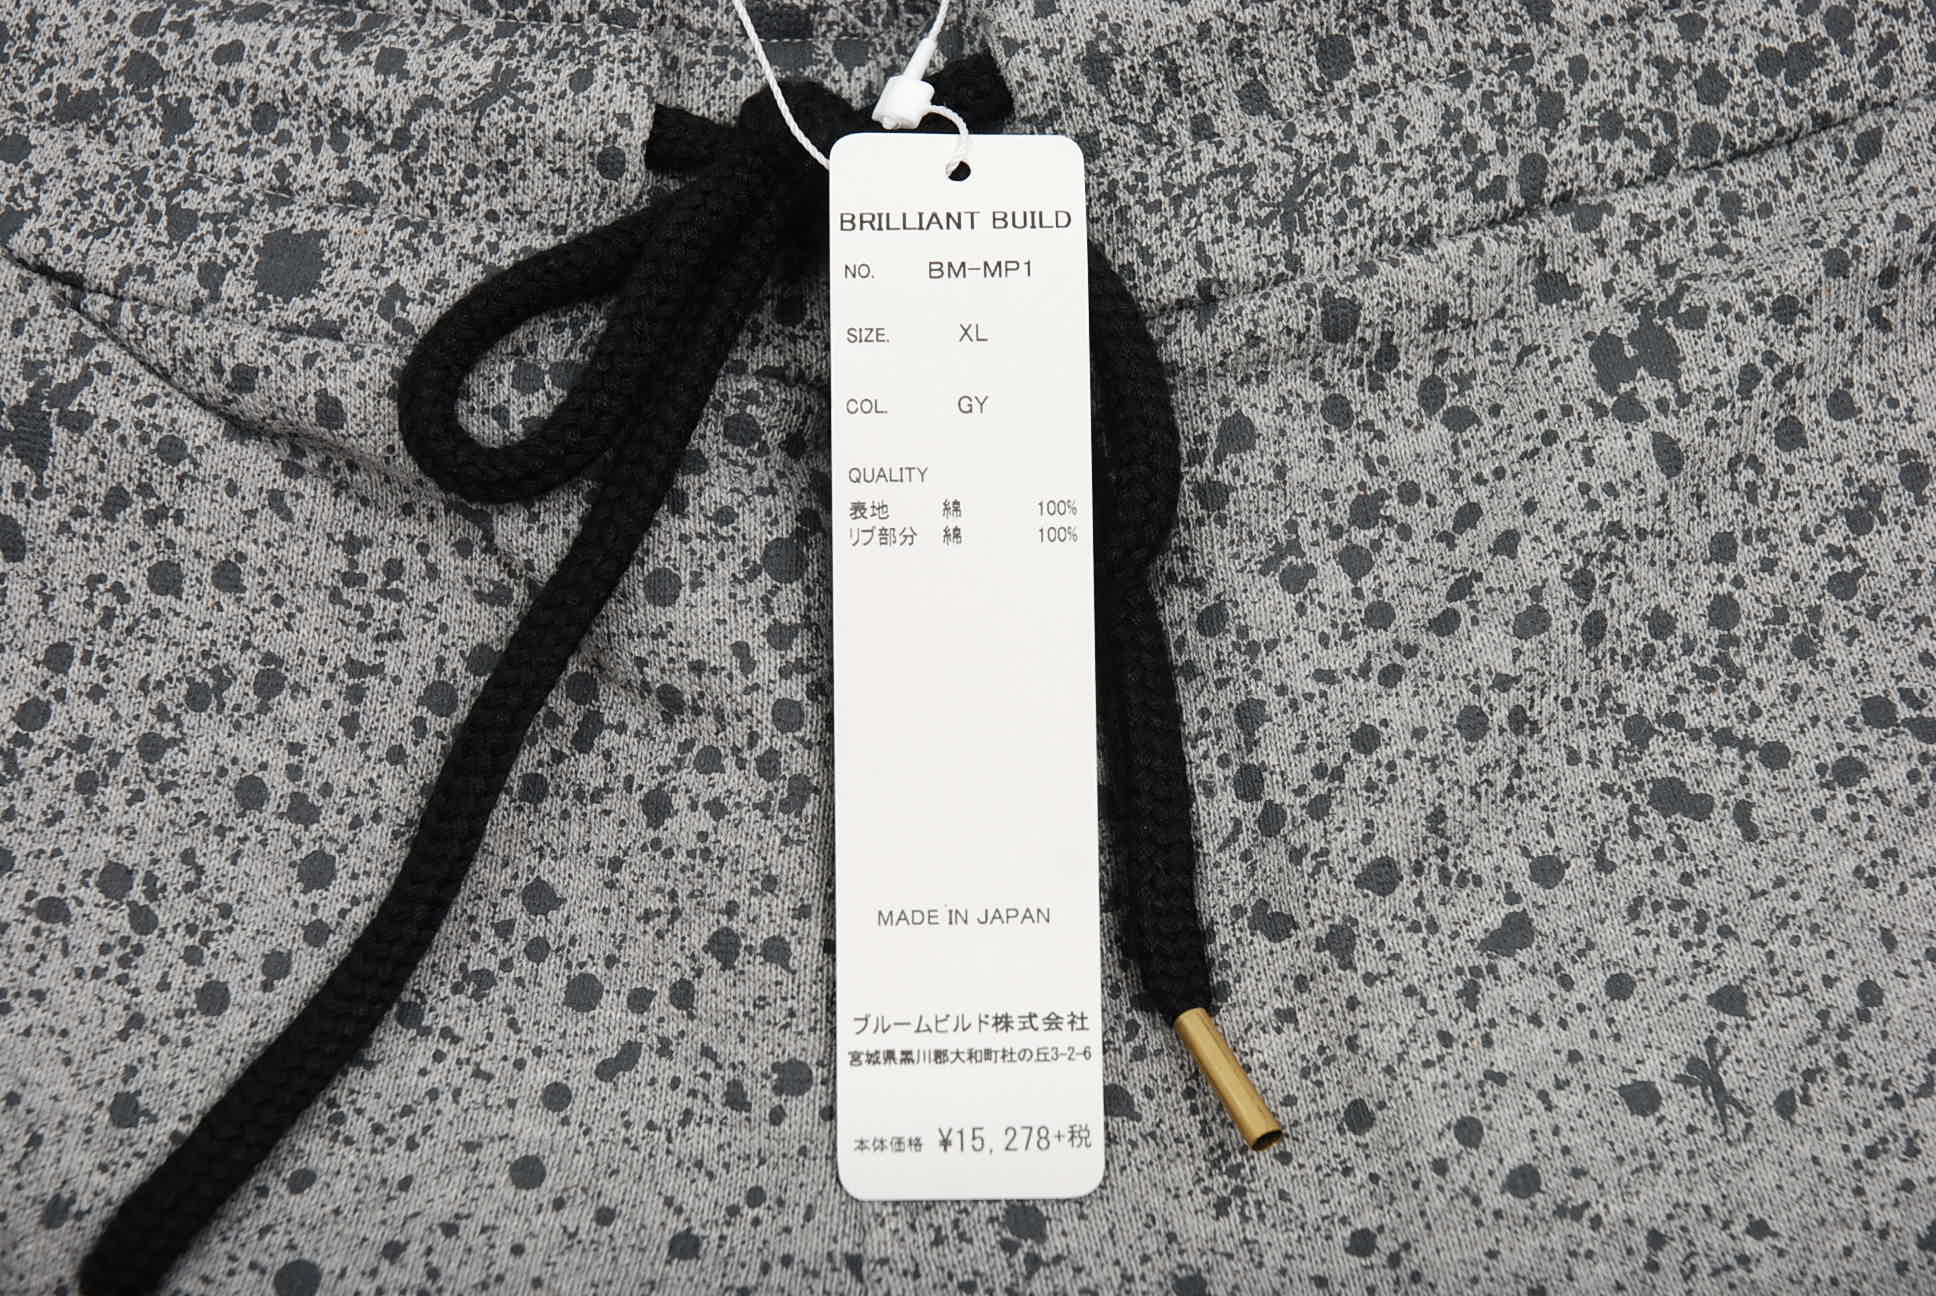 BRILLIANT BUILD
NO. BM-MP1
SIZE. XL
COL. GY
QUALITY
表地 綿 100%
リブ部分 綿 100%
MADE IN JAPAN
ブルームビルド株式会社
宮城県黒川郡大和町杜の丘3-2-6
本体価格 ¥15,278+税